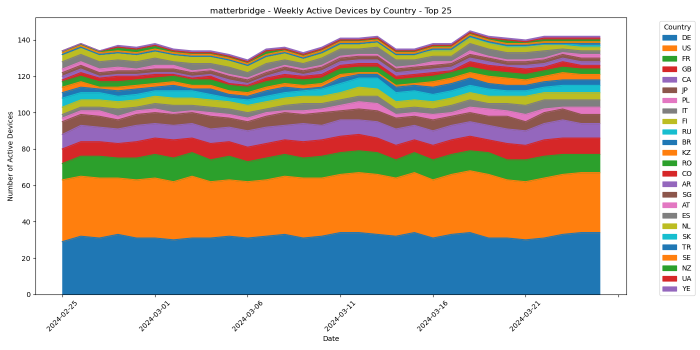 matterbridge - Weekly Active Devices by Country - Top 25
Number of Active Devices
140
120
100
80
60
40
20
0
2024-02-25
2024-03-01
2024-03-06
2024-03-11
2024-03-16
2024-03-21
Date
Country
DE
US
FR
GB
CA
JP
PL
IT
FI
RU
BR
KZ
RO
CO
AR
SG
AT
ES
NL
SK
TR
SE
NZ
UA
YE